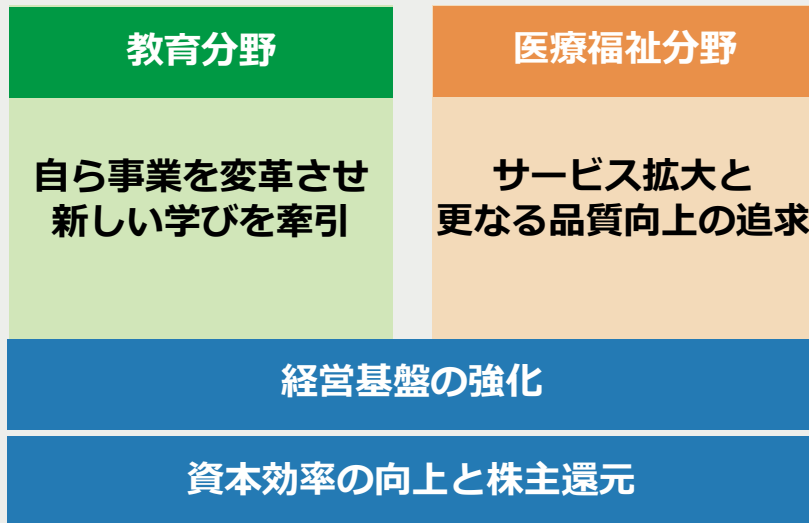 教育分野
自ら事業を変革させ
新しい学びを牽引
医療福祉分野
サービス拡大と
更なる品質向上の追求
経営基盤の強化
資本効率の向上と株主還元